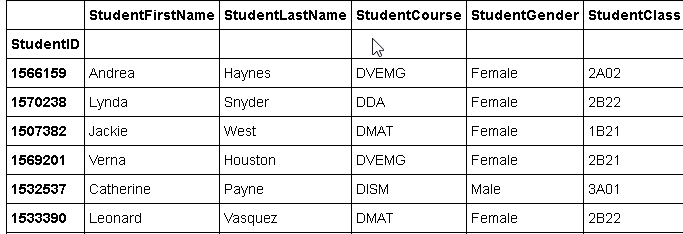 StudentFirstName StudentLastName StudentCourse StudentGender StudentClass
StudentID
1566159 Andrea Haynes DVEMG Female 2A02
1570238 Lynda Snyder DDA Female 2B22
1507382 Jackie West DMAT Female 1B21
1569201 Verna Houston DVEMG Female 2B21
1532537 Catherine Payne DISM Male 3A01
1533390 Leonard Vasquez DMAT Female 2B22